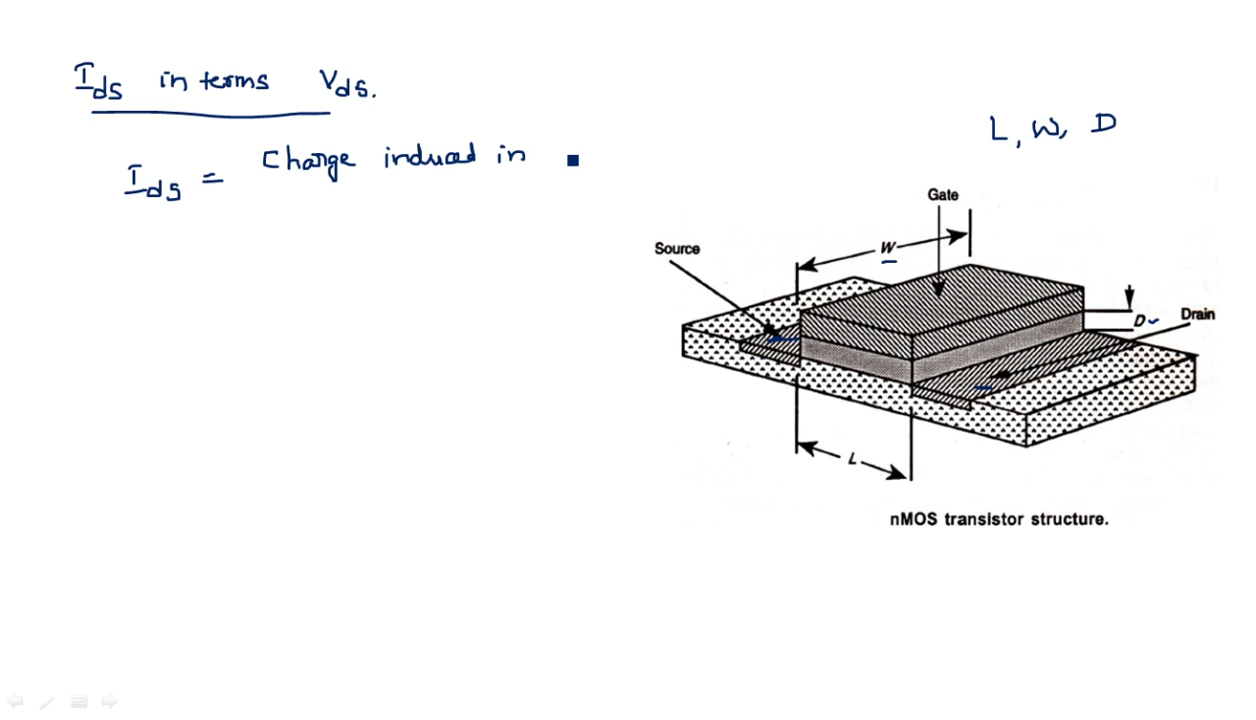 Ids in terms Vds.
Ids = Charge induced in
L, W, D
Gate
W
Source
D
Drain
L
nMOS transistor structure.